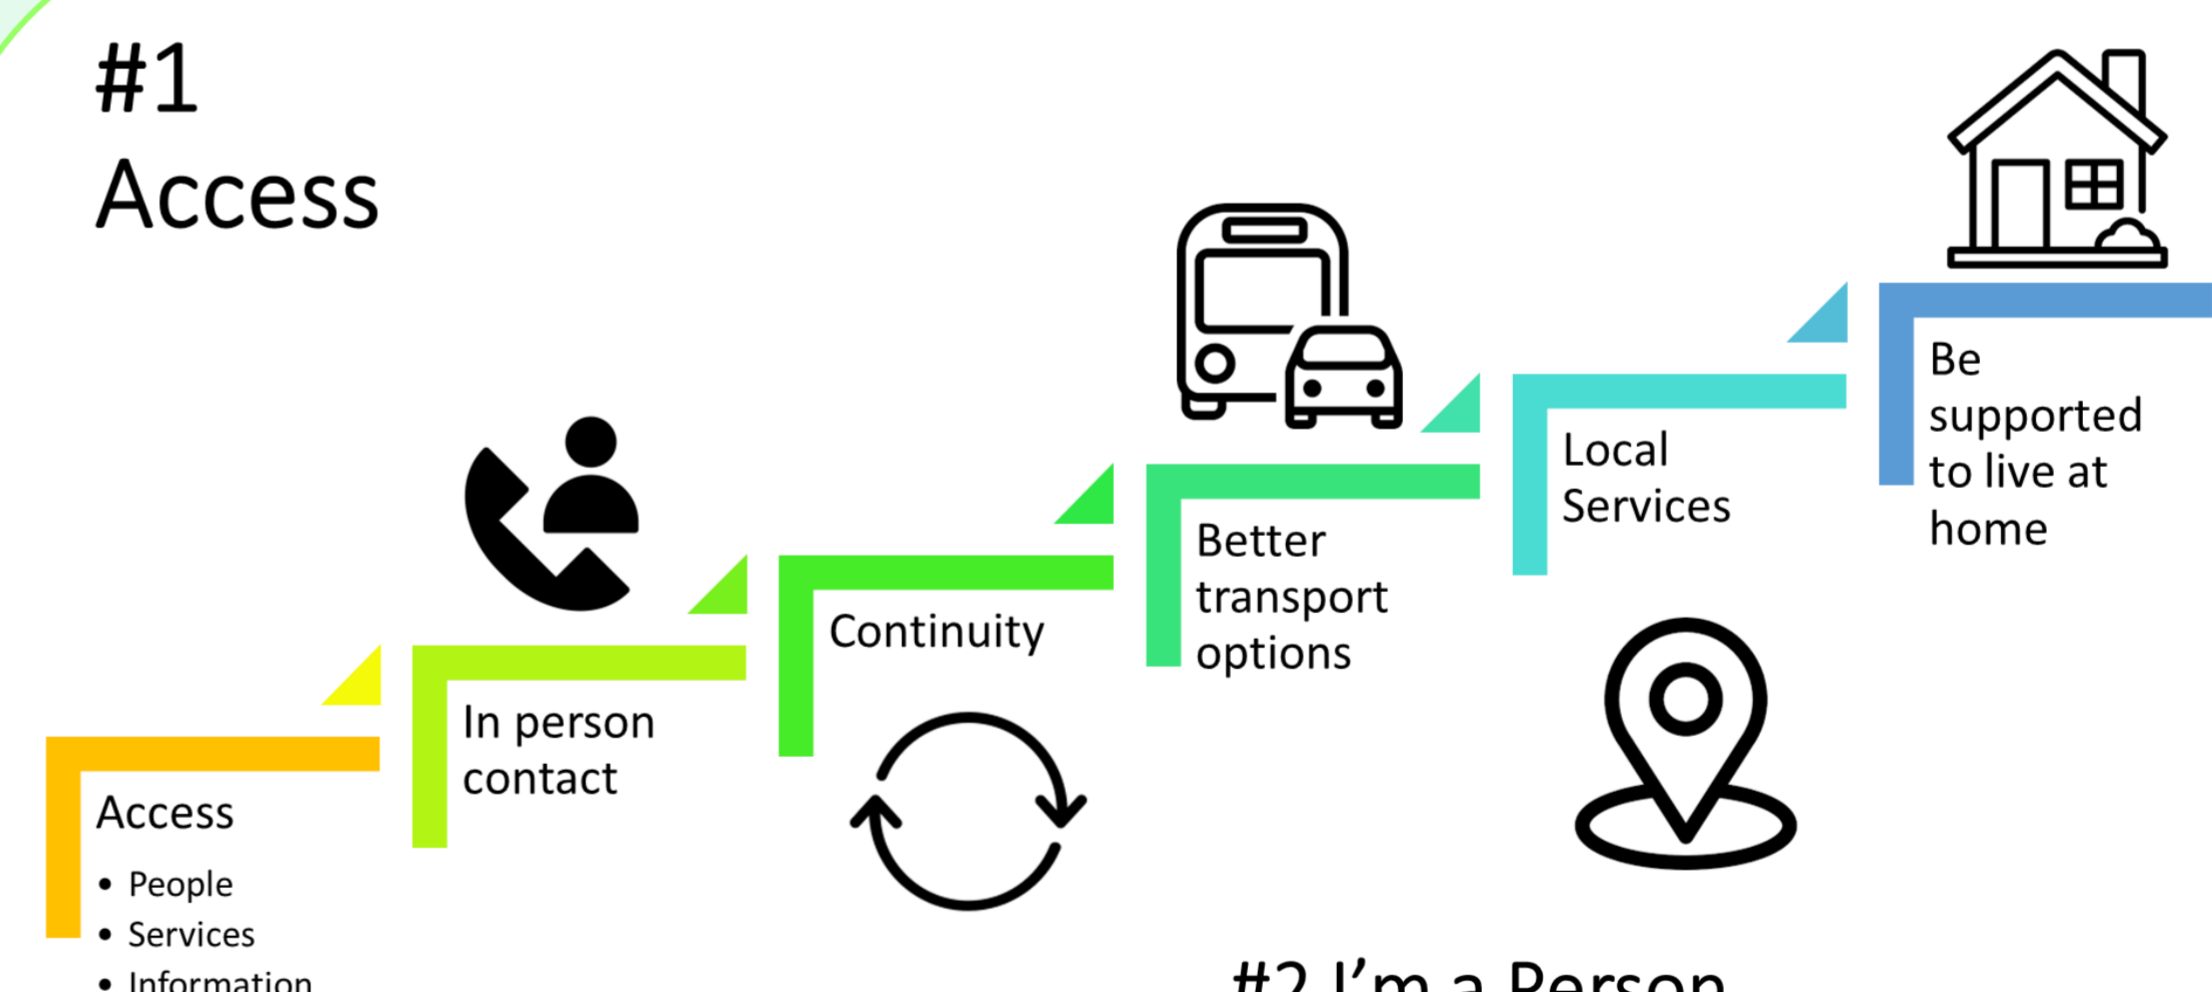 #1
Access
Access
• People
• Services
• Information
In person
contact
Continuity
Better
transport
options
Local
Services
Be
supported
to live at
home
#2 I’m a Person